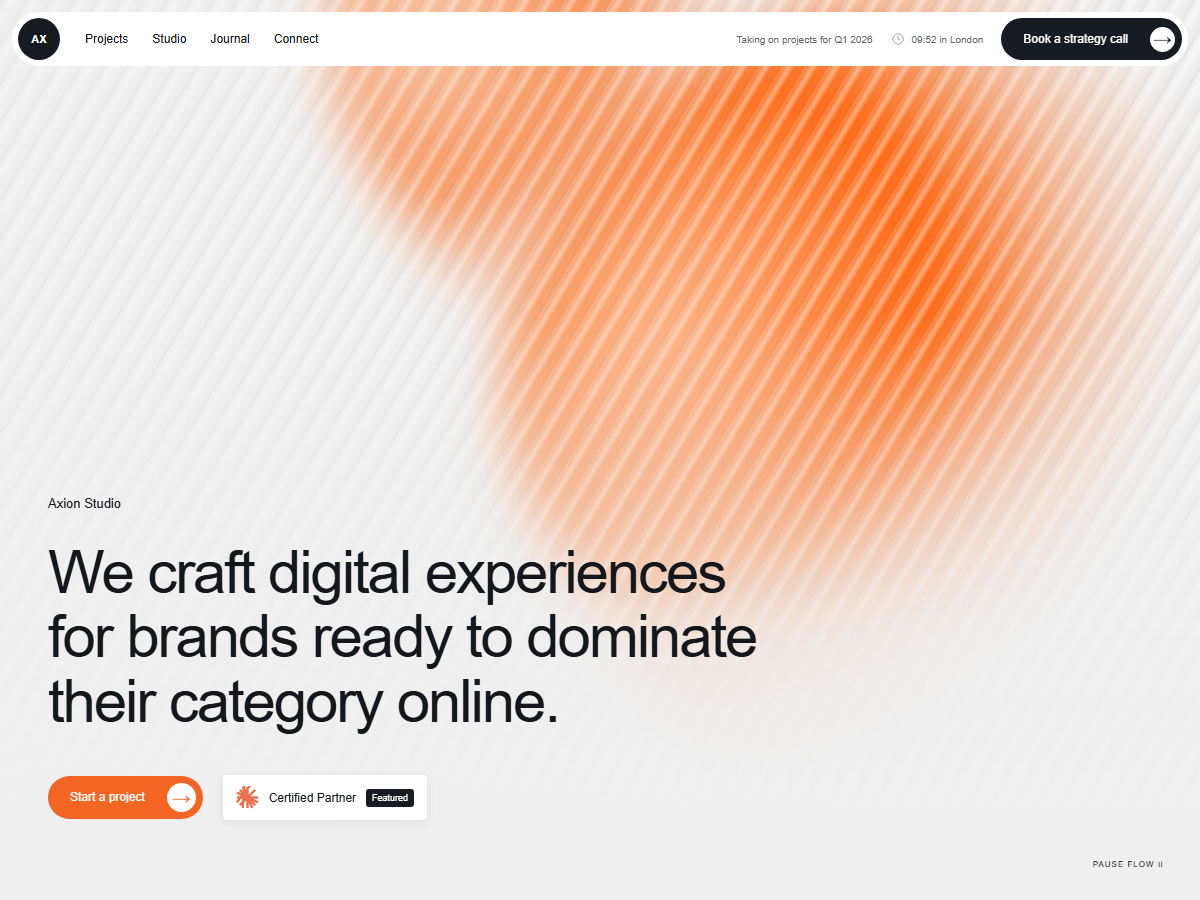 AX
Projects
Studio
Journal
Connect
Taking on projects for Q1 2026
09:52 in London
Book a strategy call
Axion Studio
We craft digital experiences
for brands ready to dominate
their category online.
Start a project
Certified Partner
Featured
PAUSE FLOW II